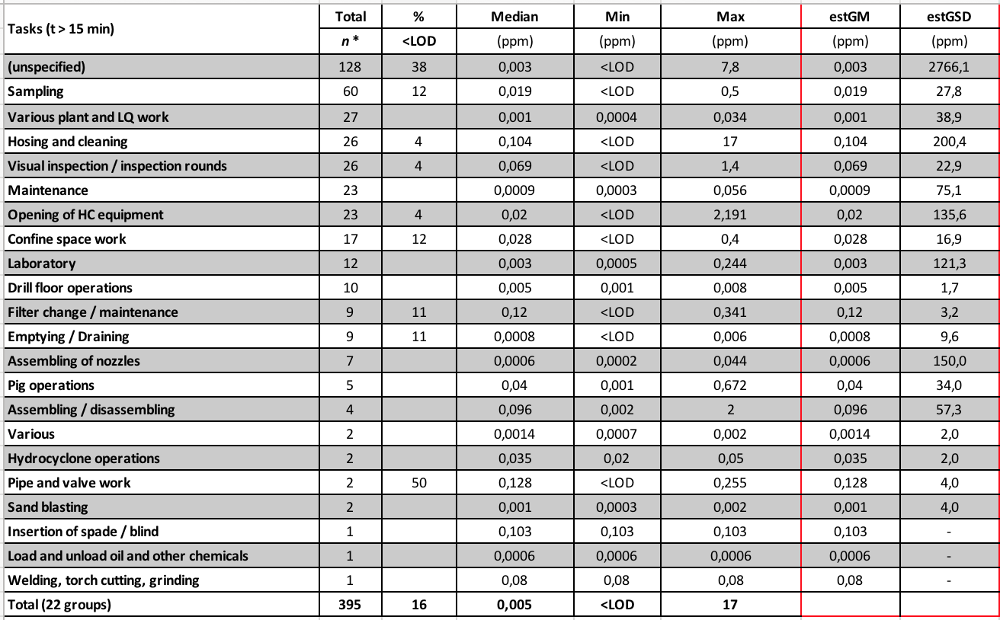 Tasks (t > 15 min) Total % Median Min Max estGM estGSD
n * <LOD (ppm) (ppm) (ppm) (ppm) (ppm)
(unspecified) 128 38 0,003 <LOD 7,8 0,003 2766,1
Sampling 60 12 0,019 <LOD 0,5 0,019 27,8
Various plant and LQ work 27 0,001 0,0004 0,034 0,001 38,9
Hosing and cleaning 26 4 0,104 <LOD 17 0,104 200,4
Visual inspection / inspection rounds 26 4 0,069 <LOD 1,4 0,069 22,9
Maintenance 23 0,0009 0,0003 0,056 0,0009 75,1
Opening of HC equipment 23 4 0,02 <LOD 2,191 0,02 135,6
Confine space work 17 12 0,028 <LOD 0,4 0,028 16,9
Laboratory 12 0,003 0,0005 0,244 0,003 121,3
Drill floor operations 10 0,005 0,001 0,008 0,005 1,7
Filter change / maintenance 9 11 0,12 <LOD 0,341 0,12 3,2
Emptying / Draining 9 11 0,0008 <LOD 0,006 0,0008 9,6
Assembling of nozzles 7 0,0006 0,0002 0,044 0,0006 150,0
Pig operations 5 0,04 0,001 0,672 0,04 34,0
Assembling / disassembling 4 0,096 0,002 2 0,096 57,3
Various 2 0,0014 0,0007 0,002 0,0014 2,0
Hydrocyclone operations 2 0,035 0,02 0,05 0,035 2,0
Pipe and valve work 2 50 0,128 <LOD 0,255 0,128 4,0
Sand blasting 2 0,001 0,0003 0,002 0,001 4,0
Insertion of spade / blind 1 0,103 0,103 0,103 0,103 -
Load and unload oil and other chemicals 1 0,0006 0,0006 0,0006 0,0006 -
Welding, torch cutting, grinding 1 0,08 0,08 0,08 0,08 -
Total (22 groups) 395 16 0,005 <LOD 17